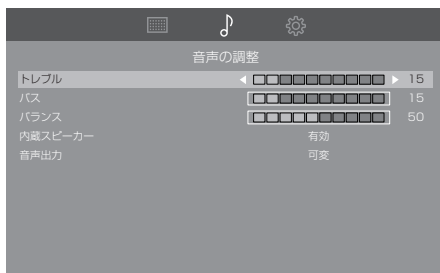 音声の調整
トレブル 15
バス 15
バランス 50
内蔵スピーカー 有効
音声出力 可変